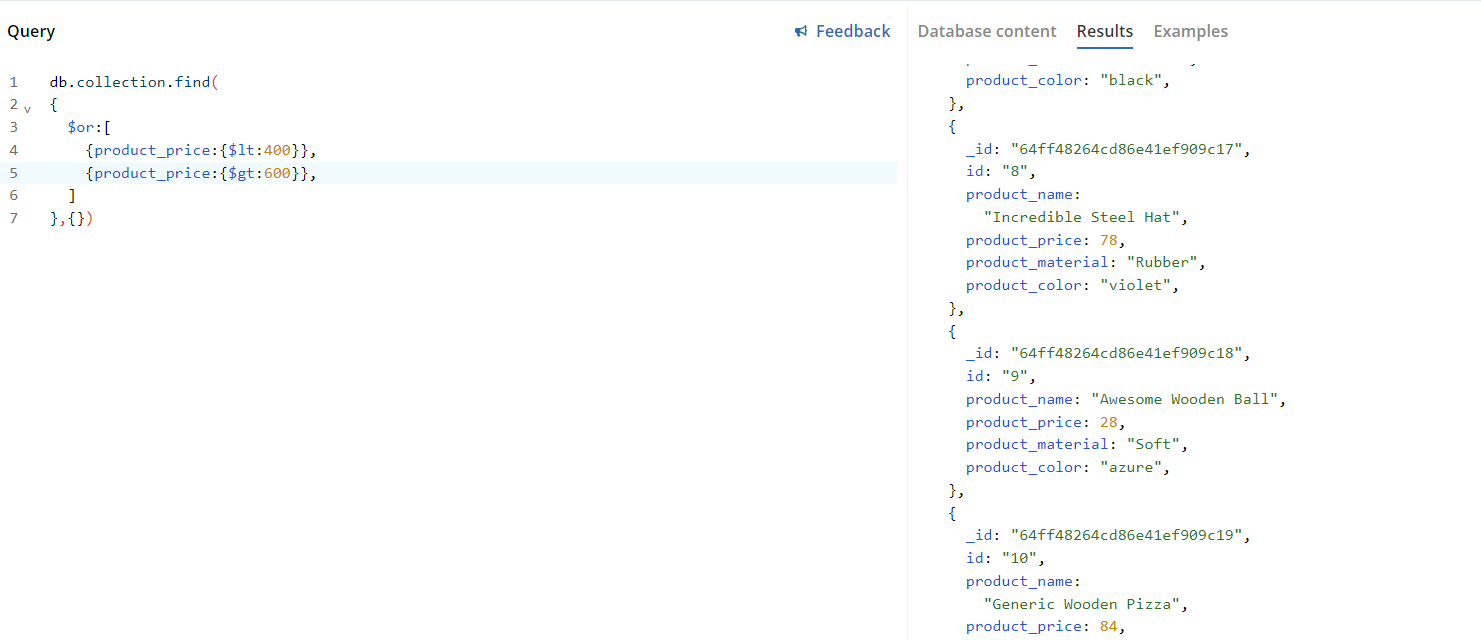 Query
Feedback
1 db.collection.find(
2 {
3 $or:[
4 {product_price:{$lt:400}},
5 {product_price:{$gt:600}},
6 ]
7 },{})
Database content Results Examples
product_color: "black",
},
{
_id: "64ff48264cd86e41ef909c17",
id: "8",
product_name:
"Incredible Steel Hat",
product_price: 78,
product_material: "Rubber",
product_color: "violet",
},
{
_id: "64ff48264cd86e41ef909c18",
id: "9",
product_name: "Awesome Wooden Ball",
product_price: 28,
product_material: "Soft",
product_color: "azure",
},
{
_id: "64ff48264cd86e41ef909c19",
id: "10",
product_name:
"Generic Wooden Pizza",
product_price: 84,